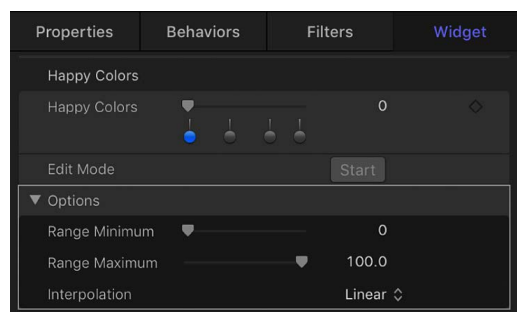 Properties Behaviors Filters Widget
Happy Colors
Happy Colors 0
Edit Mode Start
Options
Range Minimum 0
Range Maximum 100.0
Interpolation Linear